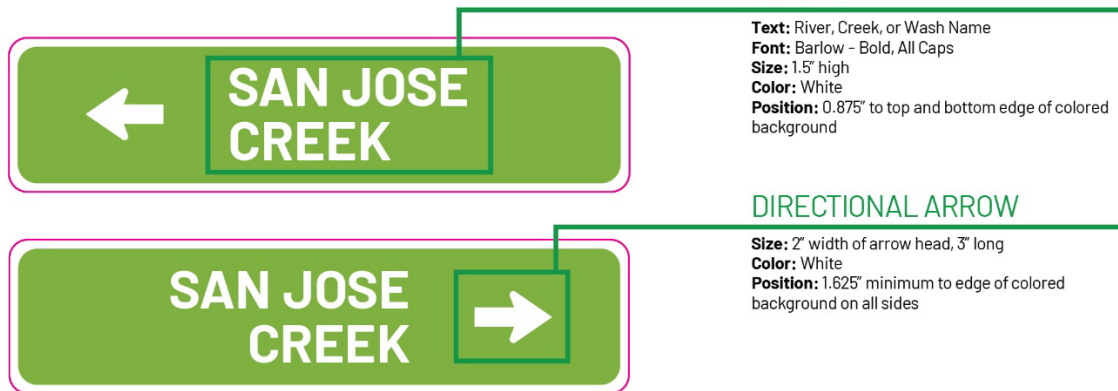 SAN JOSE
CREEK
Text: River, Creek, or Wash Name
Font: Barlow - Bold, All Caps
Size: 1.5” high
Color: White
Position: 0.875” to top and bottom edge of colored
background
SAN JOSE
CREEK
DIRECTIONAL ARROW
Size: 2” width of arrow head, 3” long
Color: White
Position: 1.625” minimum to edge of colored
background on all sides